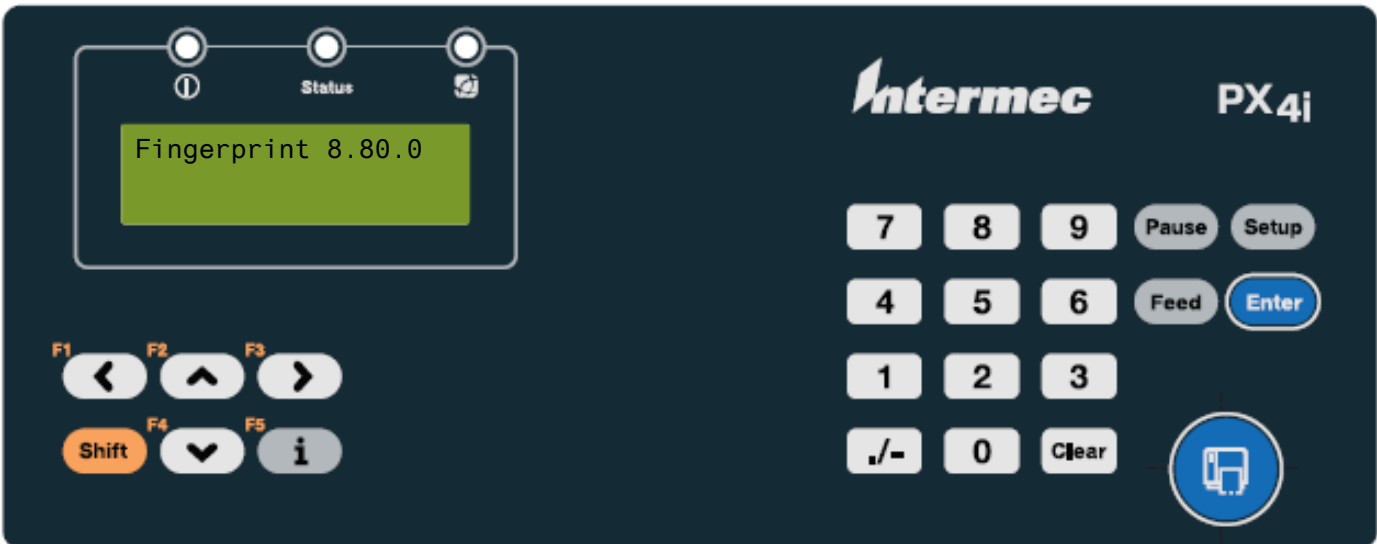 Status
Fingerprint 8.80.0
Intermec
PX4i
7 8 9 Pause Setup
4 5 6 Feed Enter
1 2 3
./- 0 Clear
F1 F2 F3
F4 F5
Shift i